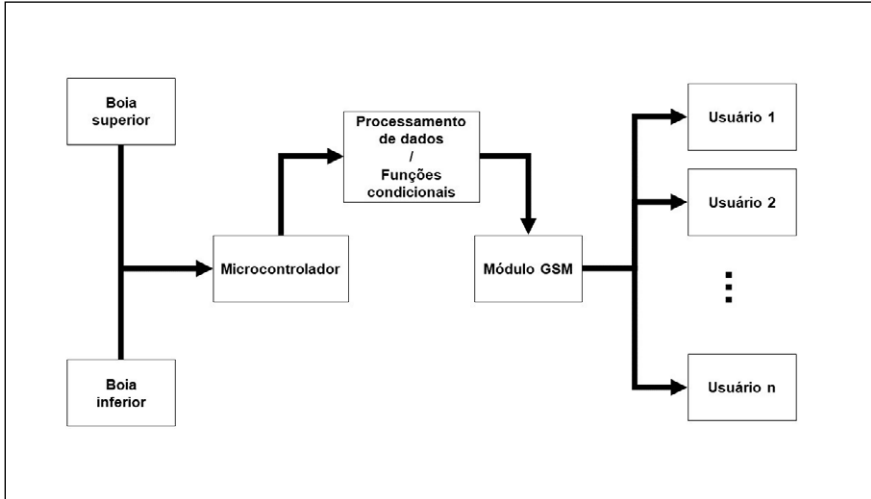 Boia
superior
Processamento
de dados
/
Funções
condicionais
Usuário 1
Usuário 2
Microcontrolador
Módulo GSM
Boia
inferior
Usuário n